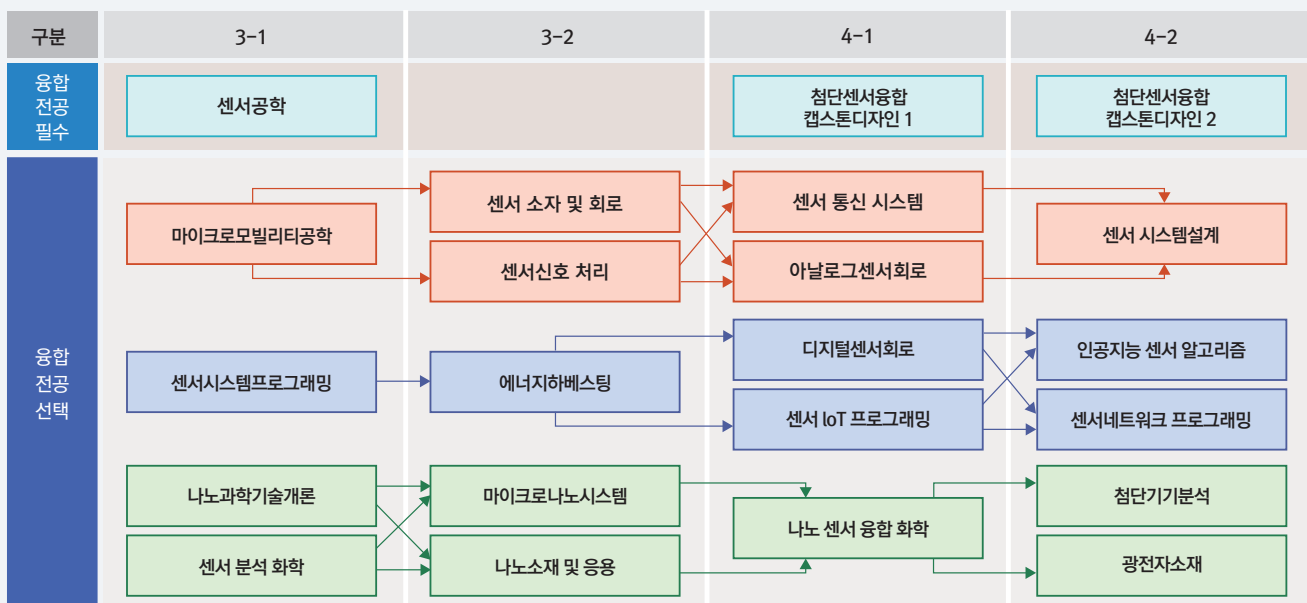 구분
3-1
3-2
4-1
4-2
융합
전공
필수
센서공학
첨단센서융합
캡스톤디자인 1
첨단센서융합
캡스톤디자인 2
융합
전공
선택
마이크로모빌리티공학
센서 소자 및 회로
센서신호 처리
센서 통신 시스템
아날로그센서회로
센서 시스템설계
센서시스템프로그래밍
에너지하베스팅
디지털센서회로
센서 IoT 프로그래밍
인공지능 센서 알고리즘
센서네트워크 프로그래밍
나노과학기술개론
센서 분석 화학
마이크로나노시스템
나노소재 및 응용
나노 센서 융합 화학
첨단기기분석
광전자소재